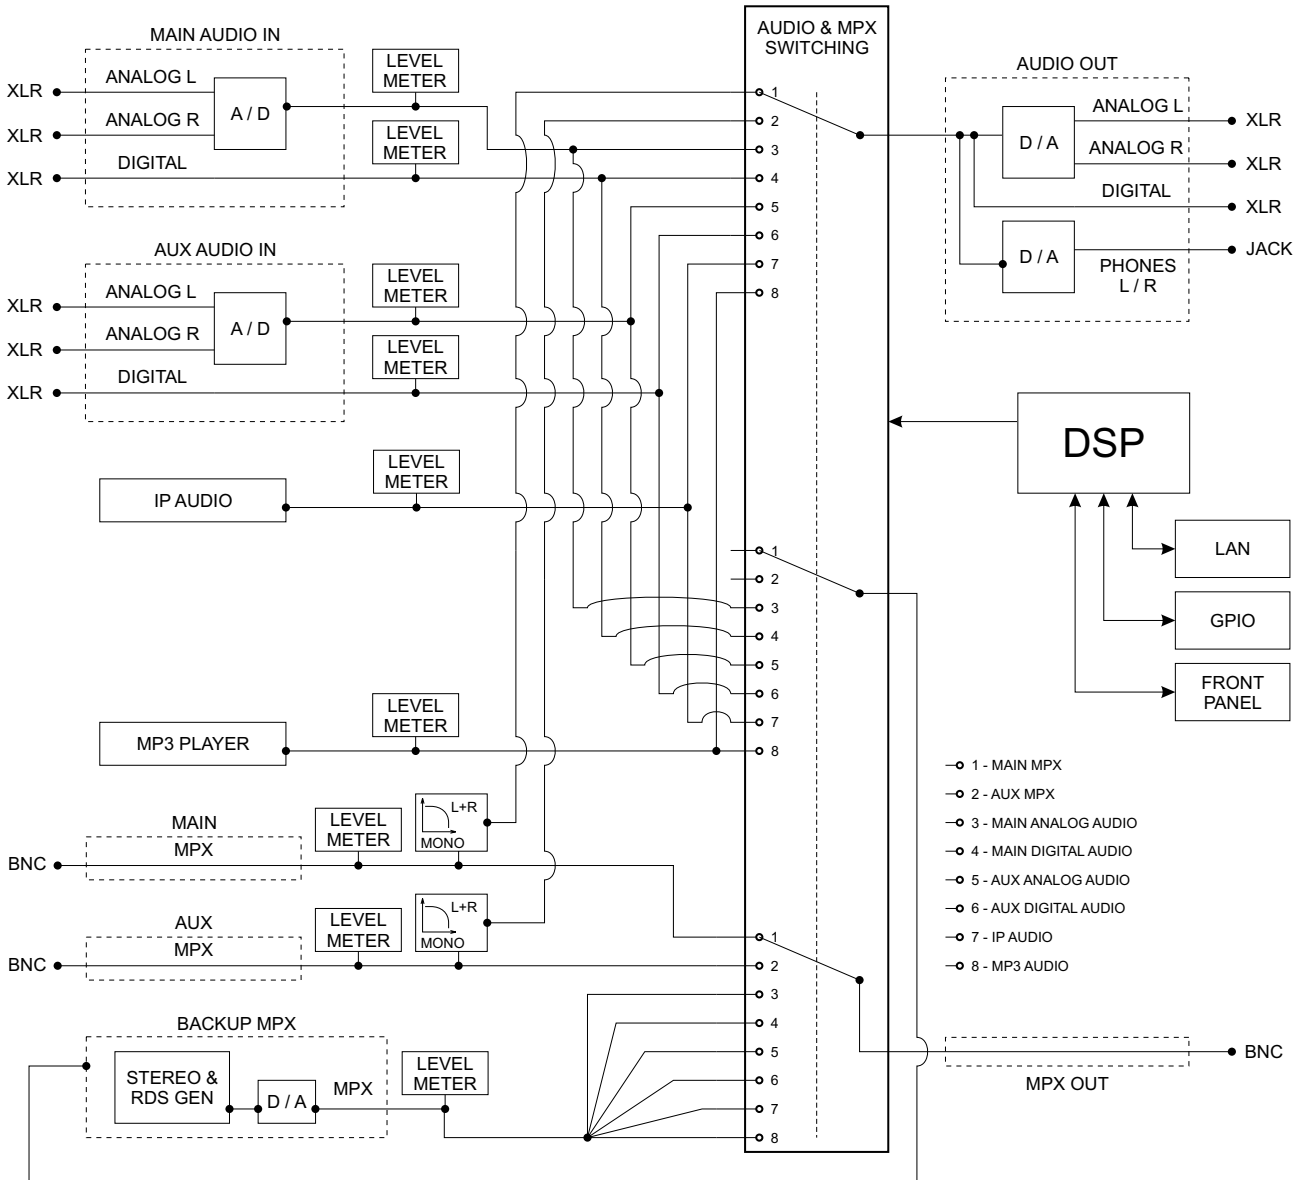 MAIN AUDIO IN
XLR
ANALOG L
XLR
ANALOG R
XLR
DIGITAL
A / D
LEVEL
METER
LEVEL
METER
AUX AUDIO IN
XLR
ANALOG L
XLR
ANALOG R
XLR
DIGITAL
A / D
LEVEL
METER
LEVEL
METER
IP AUDIO
LEVEL
METER
MP3 PLAYER
LEVEL
METER
MAIN
MPX
BNC
LEVEL
METER
L+R
MONO
AUX
MPX
BNC
LEVEL
METER
L+R
MONO
BACKUP MPX
STEREO &
RDS GEN
D / A
MPX
LEVEL
METER
AUDIO & MPX
SWITCHING
1
2
3
4
5
6
7
8
1
2
3
4
5
6
7
8
1
2
3
4
5
6
7
8
AUDIO OUT
D / A
ANALOG L
XLR
ANALOG R
XLR
DIGITAL
XLR
D / A
JACK
PHONES
L / R
DSP
LAN
GPIO
FRONT
PANEL
1 - MAIN MPX
2 - AUX MPX
3 - MAIN ANALOG AUDIO
4 - MAIN DIGITAL AUDIO
5 - AUX ANALOG AUDIO
6 - AUX DIGITAL AUDIO
7 - IP AUDIO
8 - MP3 AUDIO
BNC
MPX OUT